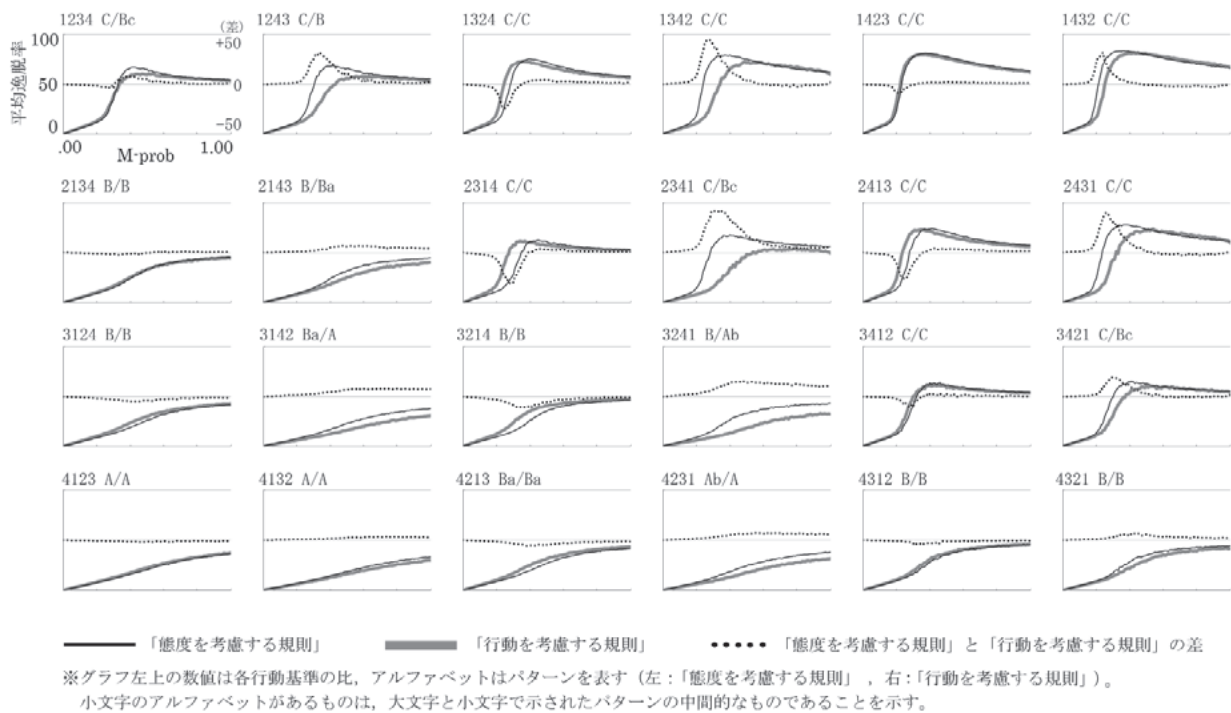 1234 C/Bc
1243 C/B
1324 C/C
1342 C/C
1423 C/C
1432 C/C
平均逸脱率
100
50
0
(差)
+50
0
−50
.00
1.00
M-prob
2134 B/B
2143 B/Ba
2314 C/C
2341 C/Bc
2413 C/C
2431 C/C
3124 B/B
3142 Ba/A
3214 B/B
3241 B/Ab
3412 C/C
3421 C/Bc
4123 A/A
4132 A/A
4213 Ba/Ba
4231 Ab/A
4312 B/B
4321 B/B
「態度を考慮する規則」
「行動を考慮する規則」
「態度を考慮する規則」と「行動を考慮する規則」の差
※グラフ左上の数値は各行動基準の比，アルファベットはパターンを表す（左：「態度を考慮する規則」，右：「行動を考慮する規則」）。
小文字のアルファベットがあるものは，大文字と小文字で示されたパターンの中間的なものであることを示す。